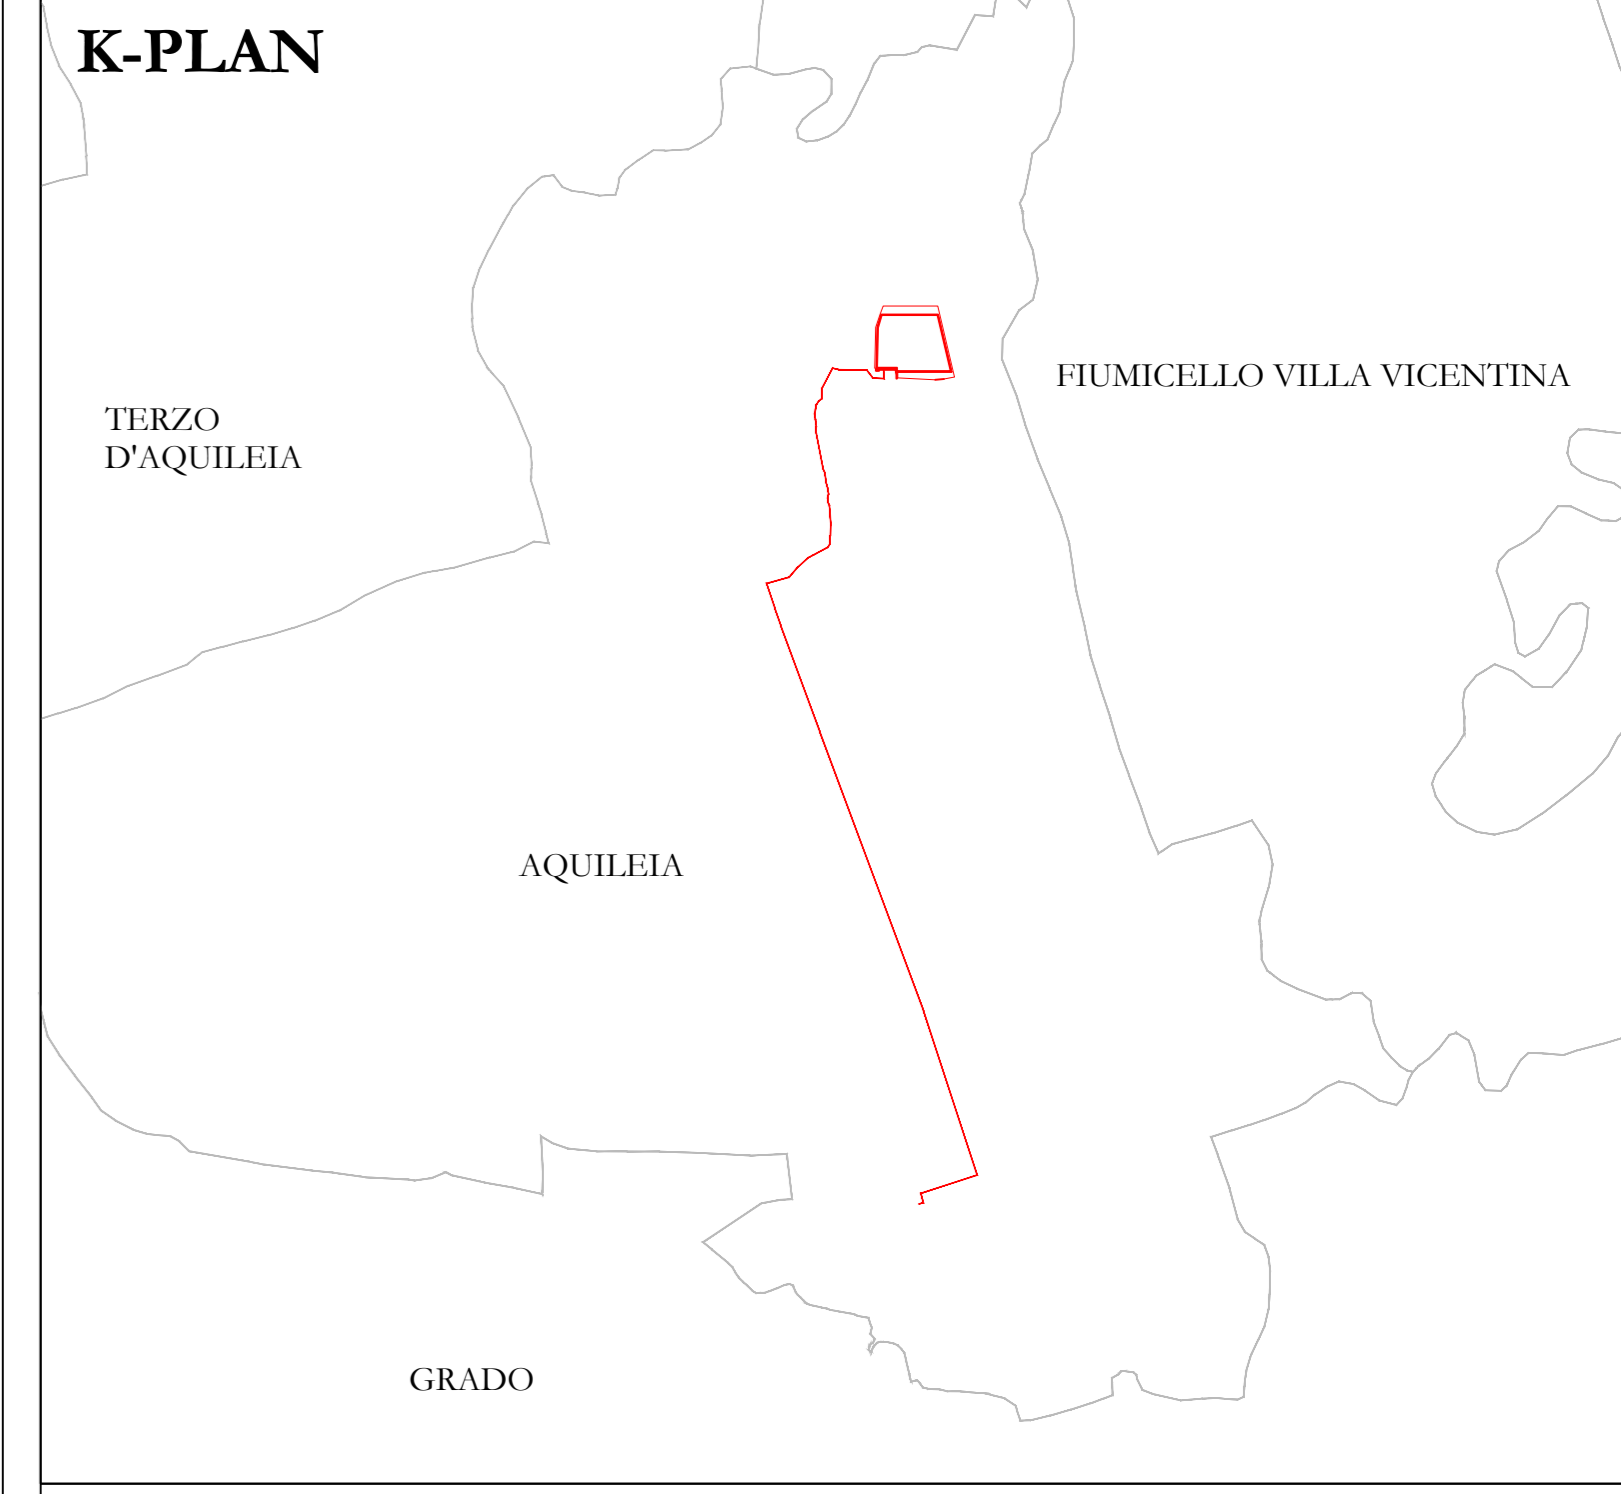 K-PLAN
FIUMICELLO VILLA VICENTINA
TERZO
D'AQUILEIA
AQUILEIA
GRADO